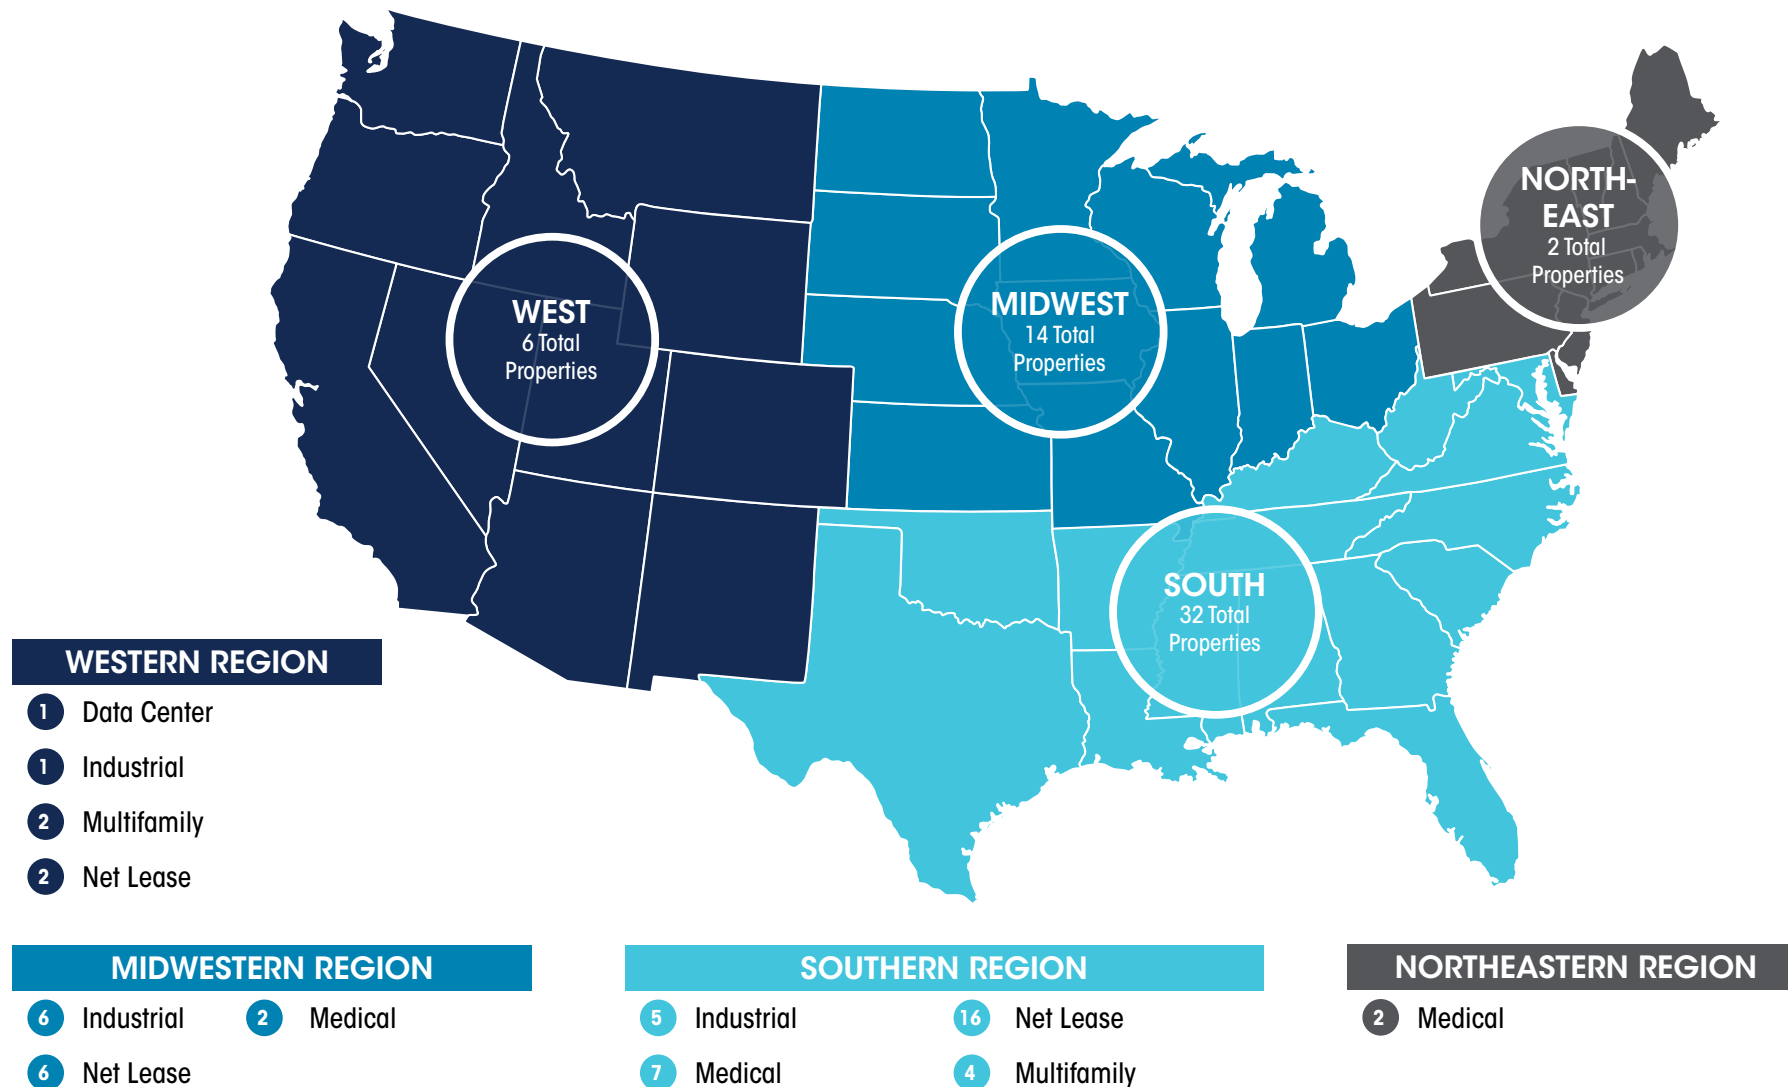 NORTH-
EAST
2 Total
Properties
WEST
6 Total
Properties
MIDWEST
14 Total
Properties
SOUTH
32 Total
Properties
WESTERN REGION
1 Data Center
1 Industrial
2 Multifamily
2 Net Lease
MIDWESTERN REGION
6 Industrial
2 Medical
6 Net Lease
SOUTHERN REGION
5 Industrial
16 Net Lease
7 Medical
4 Multifamily
NORTHEASTERN REGION
2 Medical